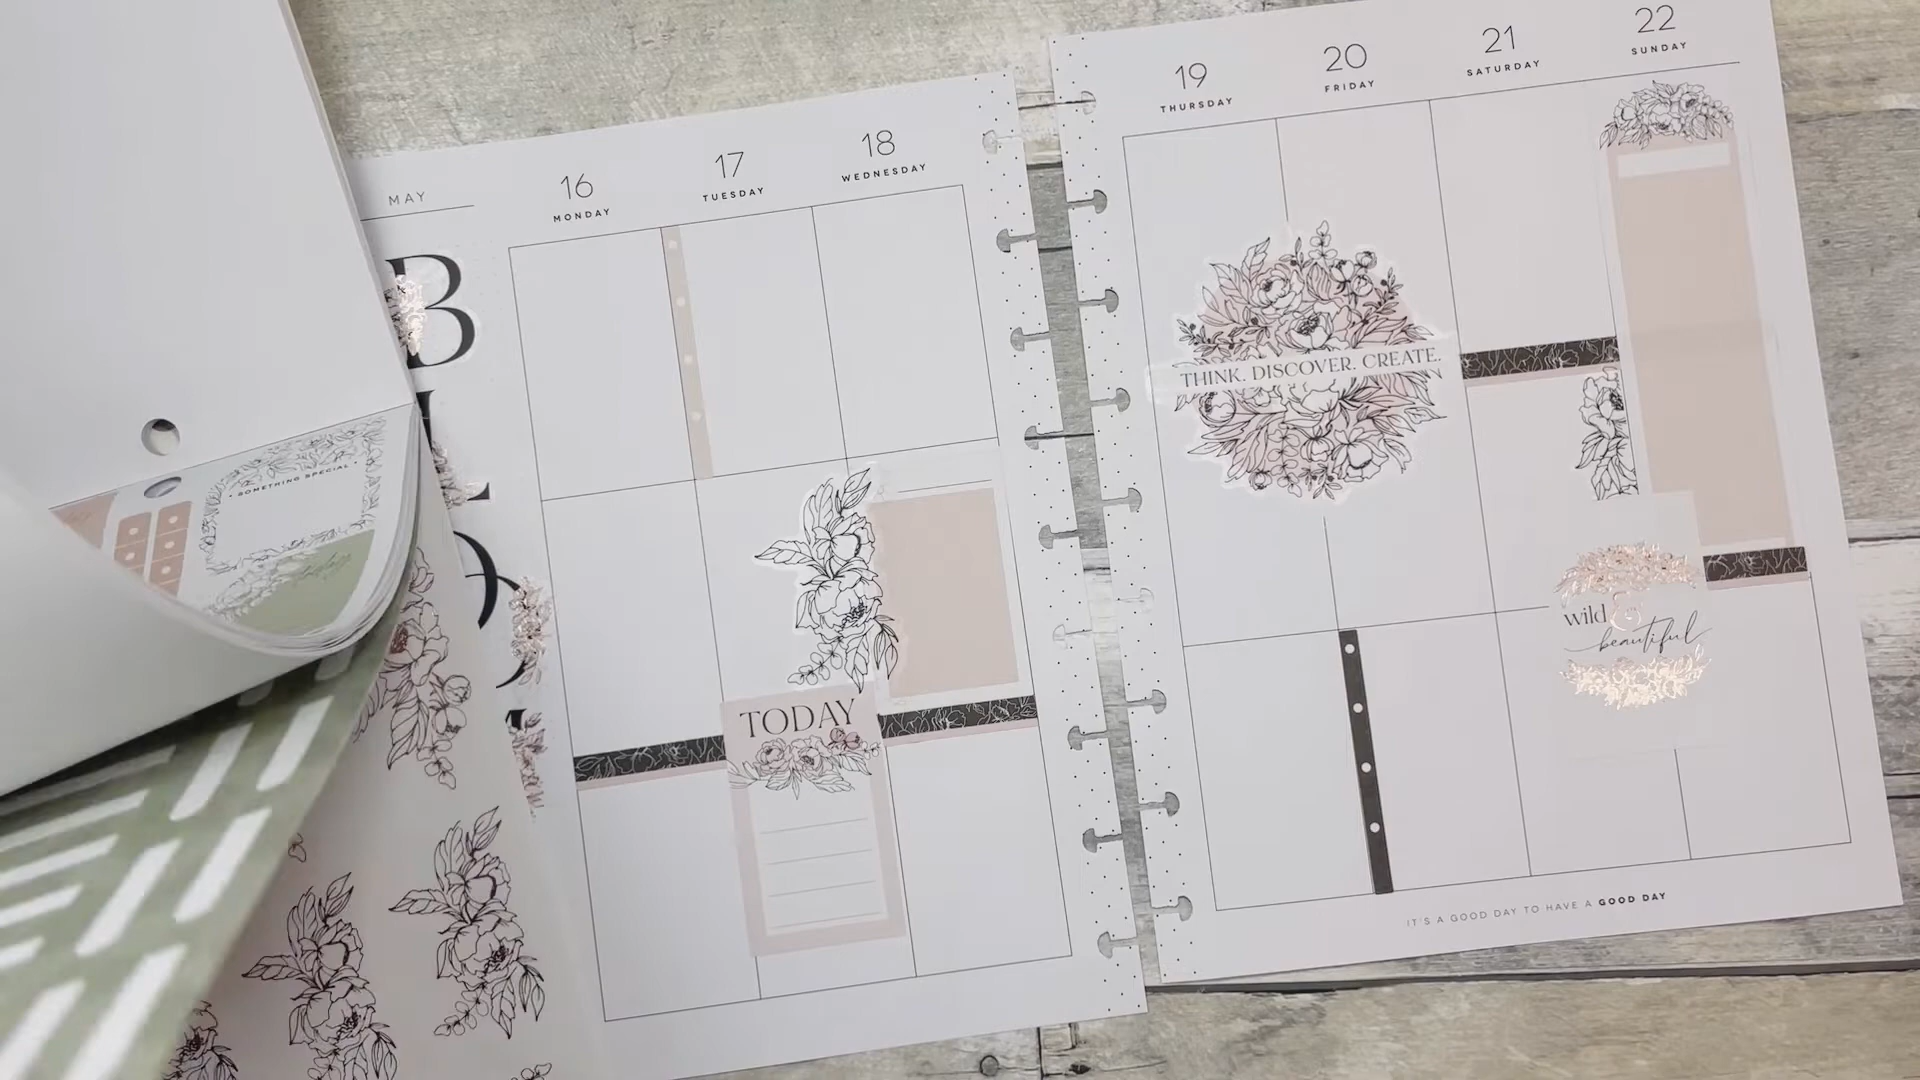 MAY
B
16
MONDAY
17
TUESDAY
18
WEDNESDAY
19
THURSDAY
20
FRIDAY
21
SATURDAY
22
SUNDAY
• SOMETHING SPECIAL •
THINK. DISCOVER. CREATE.
TODAY
wild &
beautiful
IT'S A GOOD DAY TO HAVE A GOOD DAY